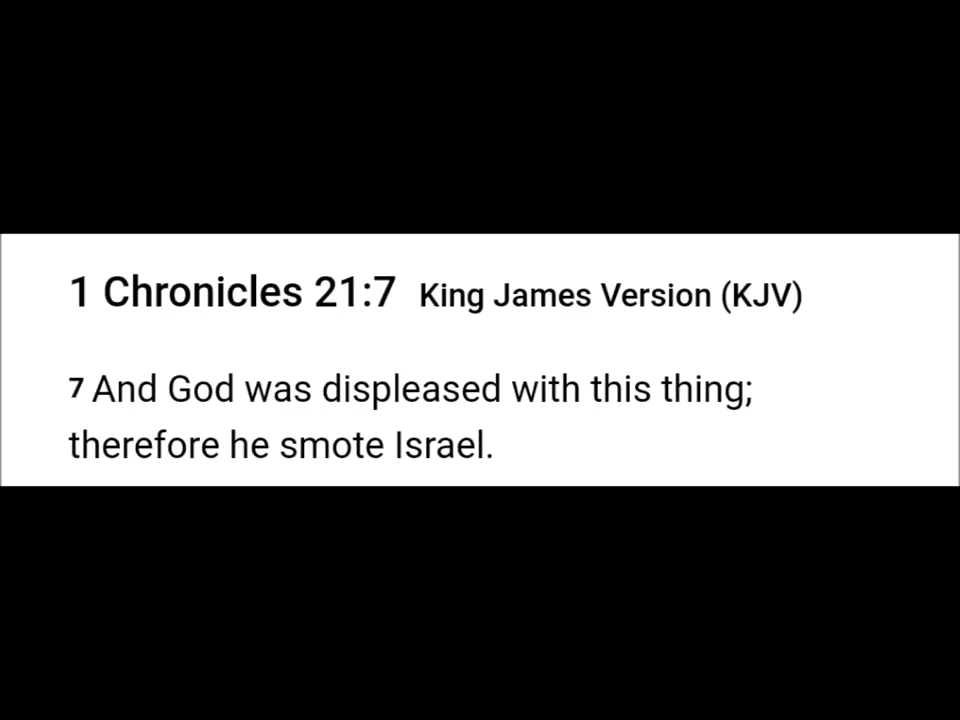 1 Chronicles 21:7 King James Version (KJV)
7 And God was displeased with this thing;
therefore he smote Israel.